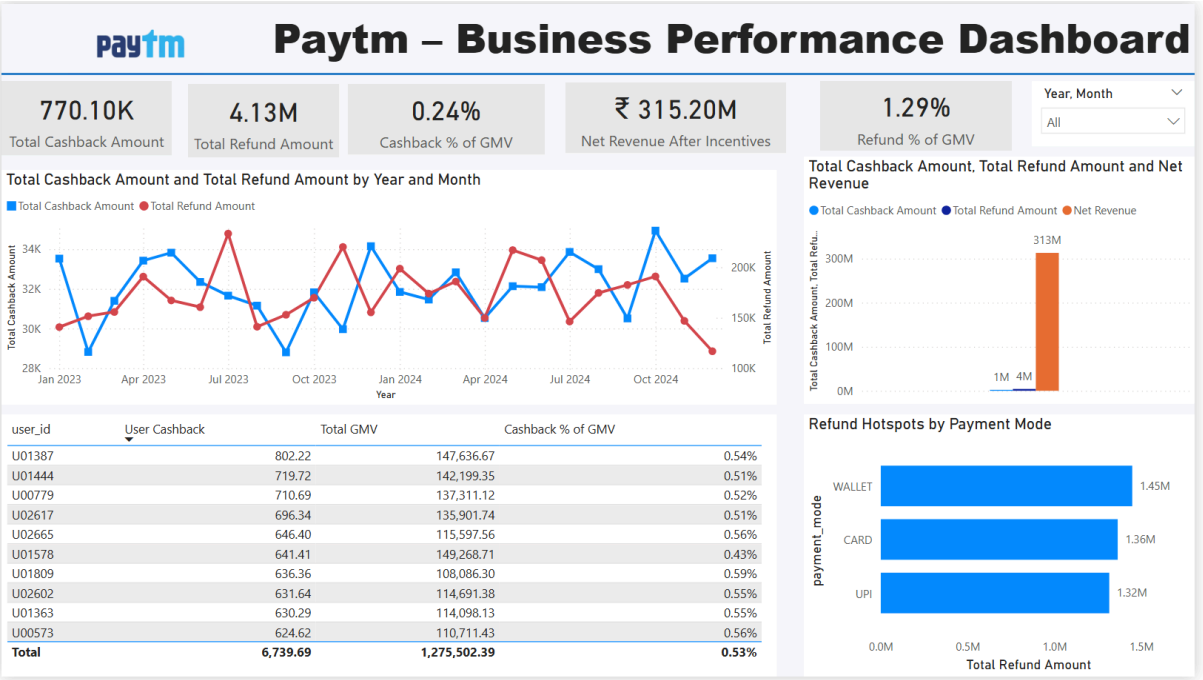 paytm
Paytm – Business Performance Dashboard
770.10K
Total Cashback Amount
4.13M
Total Refund Amount
0.24%
Cashback % of GMV
₹ 315.20M
Net Revenue After Incentives
1.29%
Refund % of GMV
Year, Month
All
Total Cashback Amount and Total Refund Amount by Year and Month
Total Cashback Amount Total Refund Amount
Total Cashback Amount
34K
32K
30K
28K
200K
150K
100K
Total Refund Amount
Jan 2023 Apr 2023 Jul 2023 Oct 2023 Jan 2024 Apr 2024 Jul 2024 Oct 2024
Year
Total Cashback Amount, Total Refund Amount and Net
Revenue
Total Cashback Amount Total Refund Amount Net Revenue
Total Cashback Amount, Total Refu...
300M
200M
100M
0M
1M 4M 313M
user_id User Cashback Total GMV Cashback % of GMV
U01387 802.22 147,636.67 0.54%
U01444 719.72 142,199.35 0.51%
U00779 710.69 137,311.12 0.52%
U02617 696.34 135,901.74 0.51%
U02665 646.40 115,597.56 0.56%
U01578 641.41 149,268.71 0.43%
U01809 636.36 108,086.30 0.59%
U02602 631.64 114,691.38 0.55%
U01363 630.29 114,098.13 0.55%
U00573 624.62 110,711.43 0.56%
Total 6,739.69 1,275,502.39 0.53%
Refund Hotspots by Payment Mode
payment_mode
WALLET 1.45M
CARD 1.36M
UPI 1.32M
0.0M 0.5M 1.0M 1.5M
Total Refund Amount